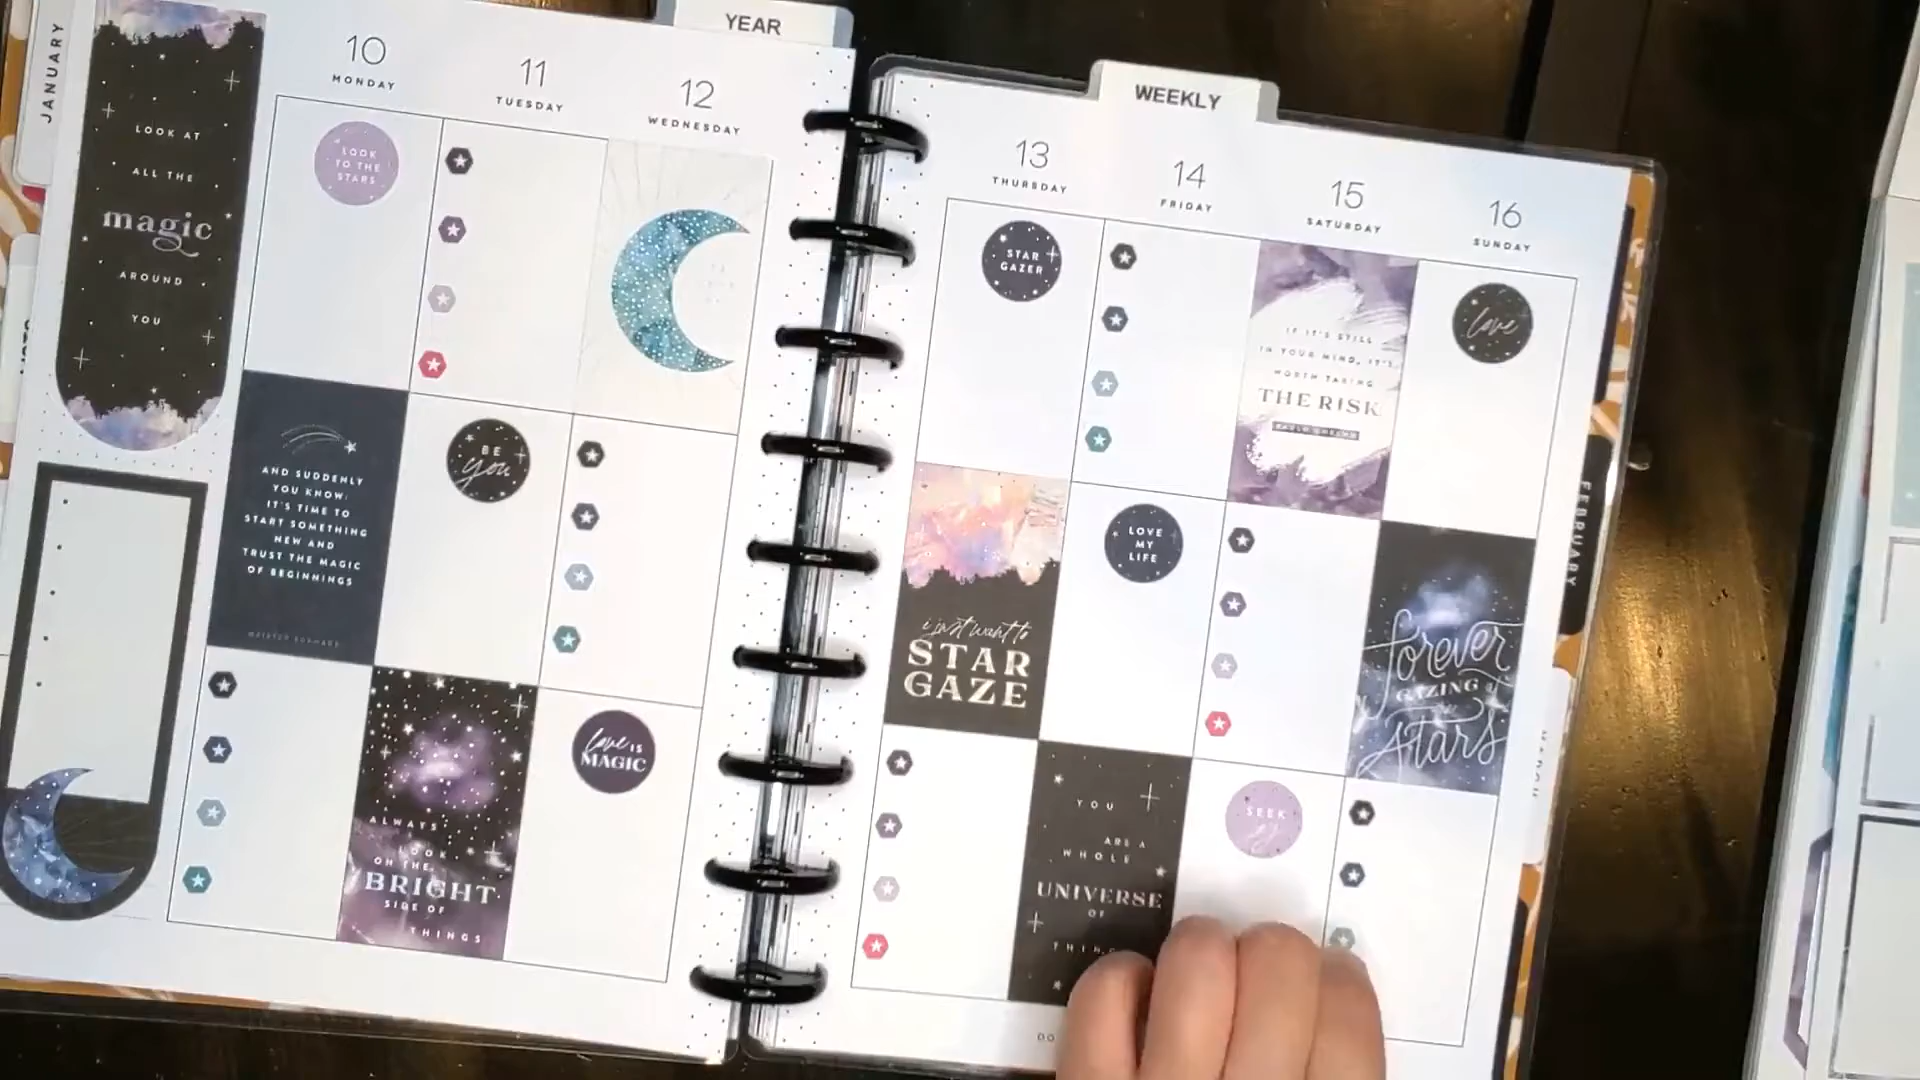 YEAR
JANUARY
10
MONDAY
11
TUESDAY
12
WEDNESDAY
LOOK AT
ALL THE
magic
AROUND
YOU
LOOK
TO THE
STARS
AND SUDDENLY
YOU KNOW:
IT'S TIME TO
START SOMETHING
NEW AND
TRUST THE MAGIC
OF BEGINNINGS
MEISTER ECKHART
BE
you
ALWAYS
LOOK
ON THE
BRIGHT
SIDE OF
THINGS
love IS
MAGIC
WEEKLY
13
THURSDAY
14
FRIDAY
15
SATURDAY
16
SUNDAY
STAR
GAZER
IF IT'S STILL
IN YOUR MIND, IT'S
WORTH TAKING
THE RISK
love
i just want to
STAR
GAZE
LOVE
MY
LIFE
forever
GAZING
Stars
YOU
ARE A
WHOLE
UNIVERSE
OF
THING
SEEK
FEBRUARY
MARCH